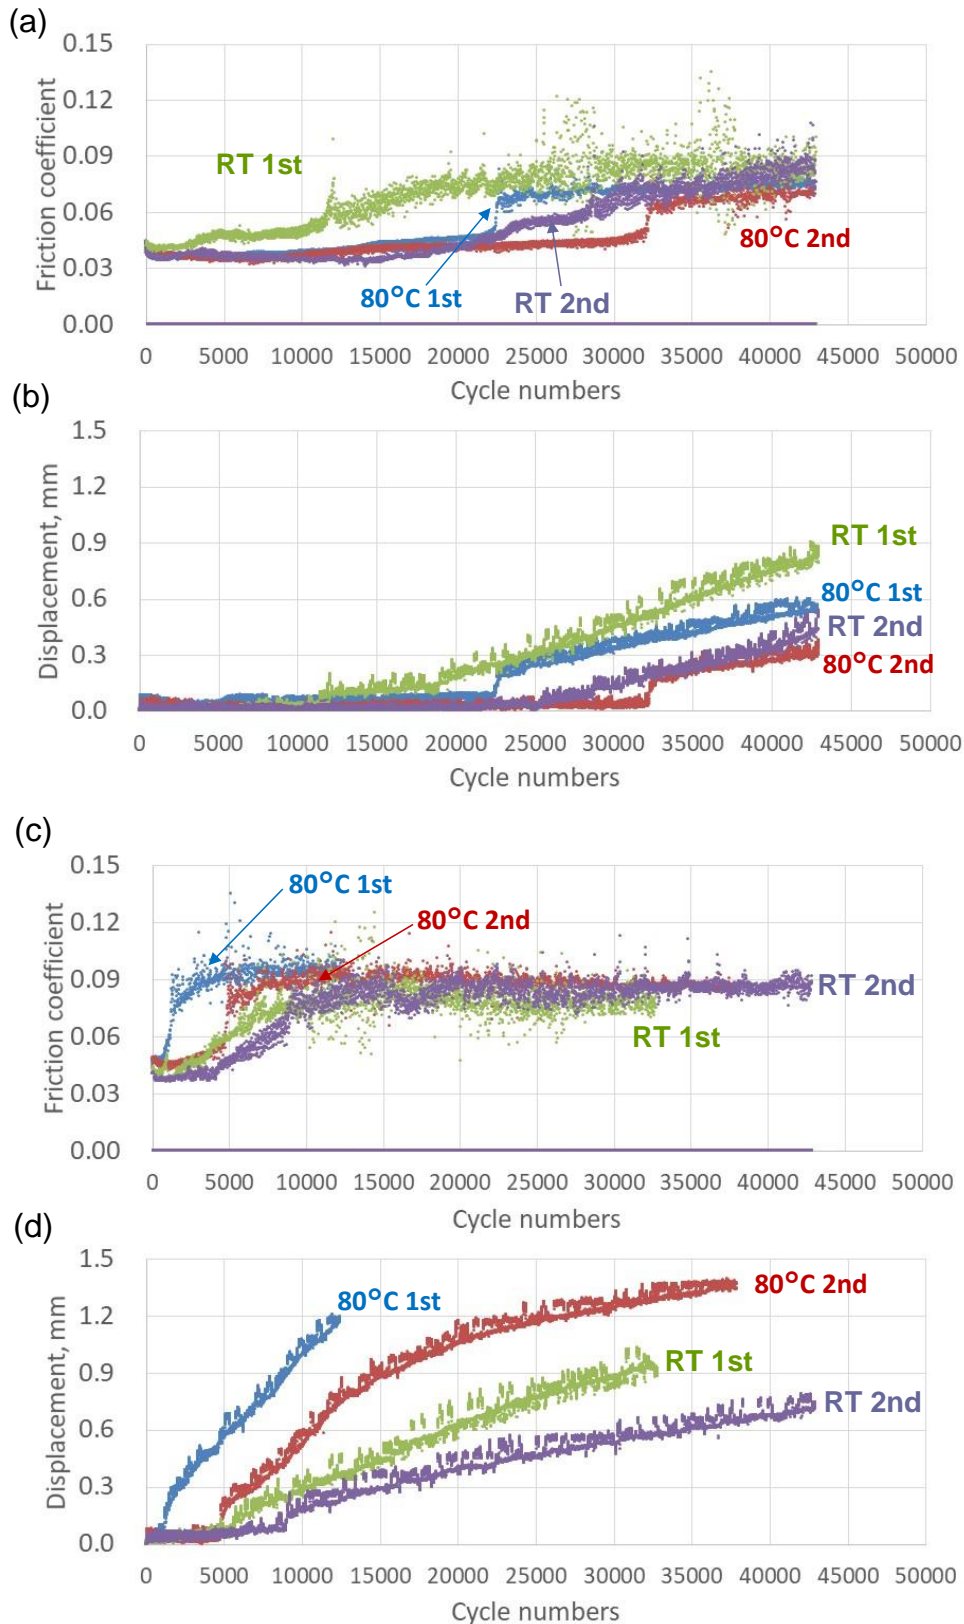 (a)
0.15
0.12
0.09
0.06
0.03
0.00
Friction coefficient
RT 1st
80°C 1st
RT 2nd
80°C 2nd
0 5000 10000 15000 20000 25000 30000 35000 40000 45000 50000
Cycle numbers
(b)
1.5
1.2
0.9
0.6
0.3
0.0
Displacement, mm
RT 1st
80°C 1st
RT 2nd
80°C 2nd
0 5000 10000 15000 20000 25000 30000 35000 40000 45000 50000
Cycle numbers
(c)
0.15
0.12
0.09
0.06
0.03
0.00
Friction coefficient
80°C 1st
80°C 2nd
RT 2nd
RT 1st
0 5000 10000 15000 20000 25000 30000 35000 40000 45000 50000
Cycle numbers
(d)
1.5
1.2
0.9
0.6
0.3
0.0
Displacement, mm
80°C 1st
80°C 2nd
RT 1st
RT 2nd
0 5000 10000 15000 20000 25000 30000 35000 40000 45000 50000
Cycle numbers